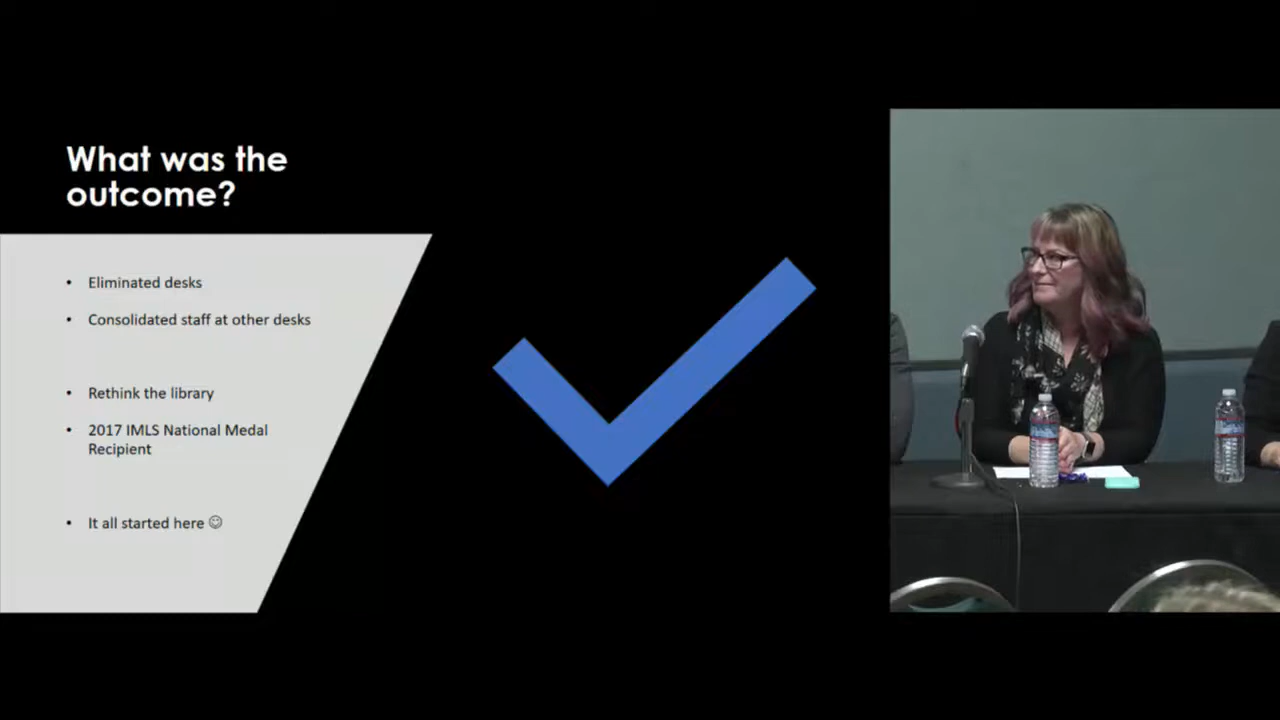 What was the
outcome?
• Eliminated desks
• Consolidated staff at other desks
• Rethink the library
• 2017 IMLS National Medal
Recipient
• It all started here ☺